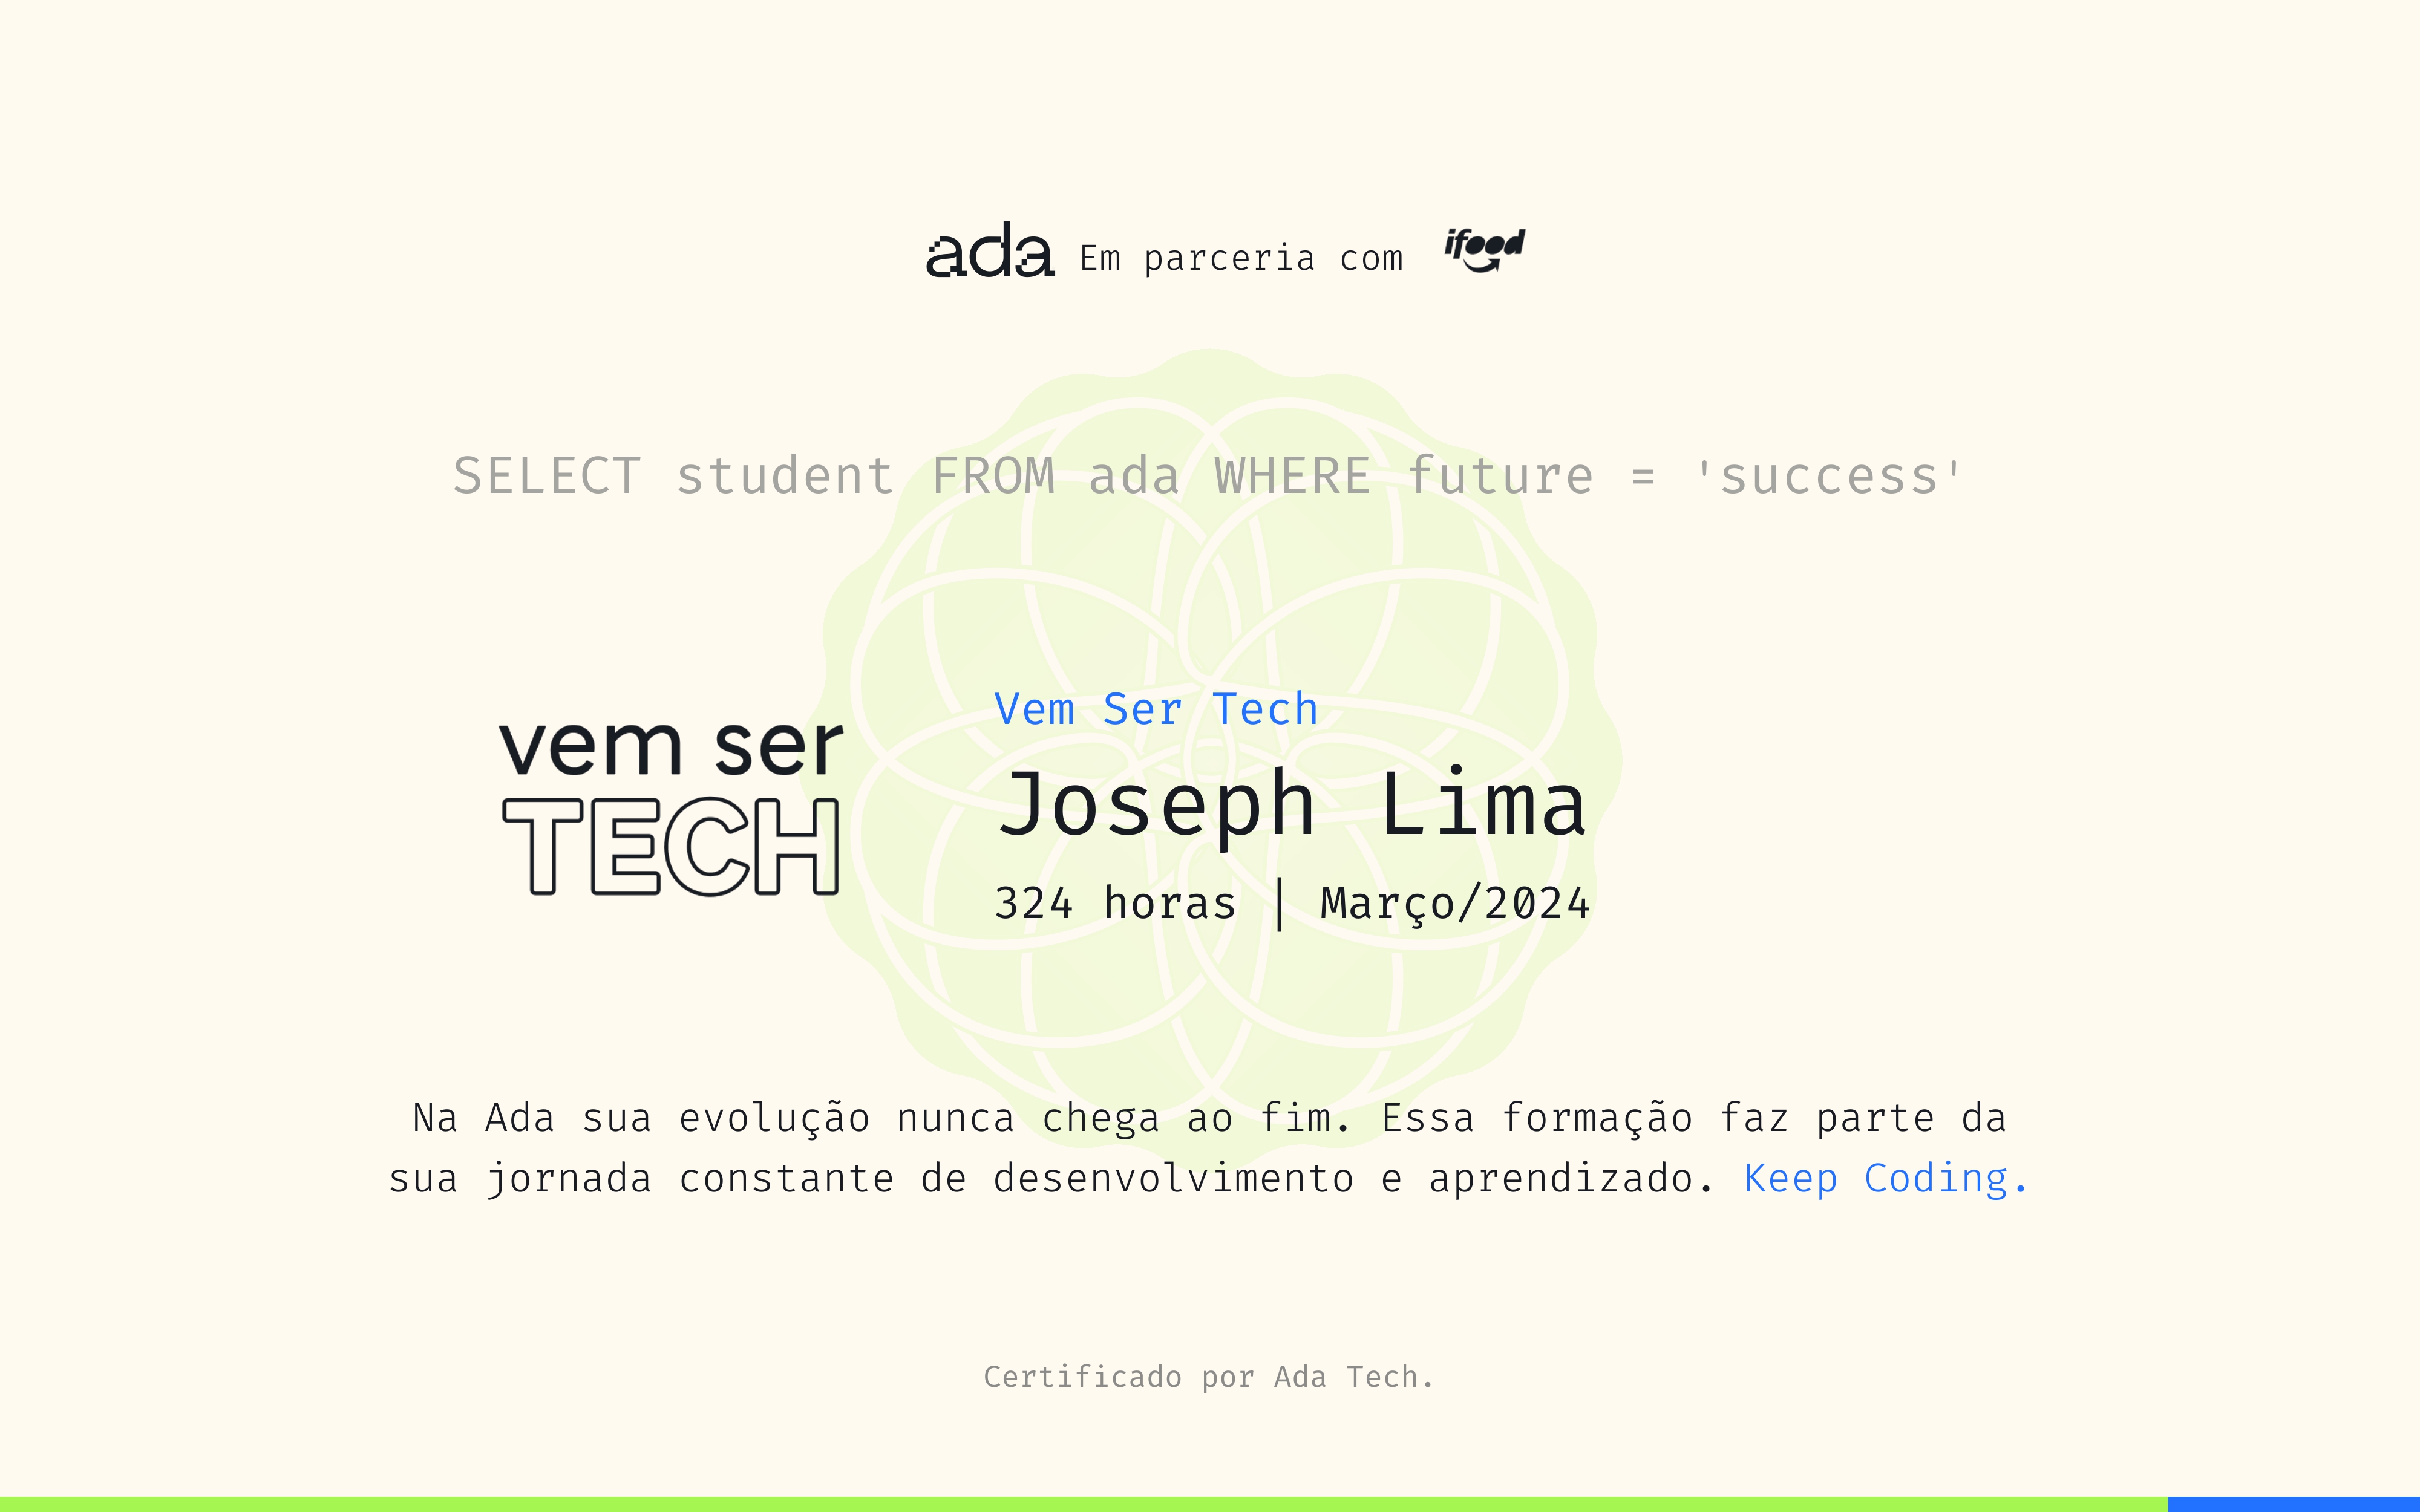 ada Em parceria com ifood
SELECT student FROM ada WHERE future = 'success'
vem ser
TECH
Vem Ser Tech
Joseph Lima
324 horas | Março/2024
Na Ada sua evolução nunca chega ao fim. Essa formação faz parte da
sua jornada constante de desenvolvimento e aprendizado. Keep Coding.
Certificado por Ada Tech.